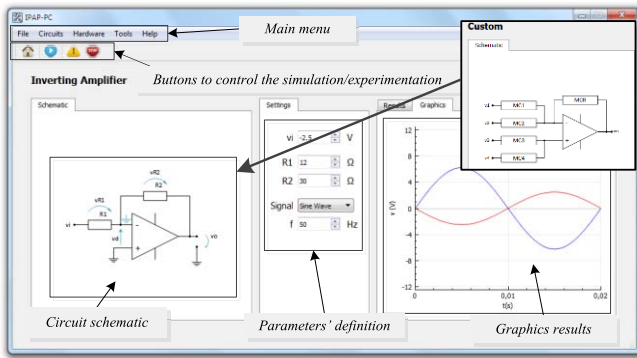 IPAP-PC
File Circuits Hardware Tools Help
Main menu
STOP
Buttons to control the simulation/experimentation
Inverting Amplifier
Schematic
vR2
R2
vR1
R1
vi
vd
-
+
vo
Circuit schematic
Settings
vi -2.5 V
R1 12 Ω
R2 30 Ω
Signal Sine Wave
f 50 Hz
Parameters' definition
Results Graphics
v (V)
12
8
4
0
-4
-8
-12
0 0,01 0,02
t(s)
Graphics results
Custom
Schematic
MCR
v1 MC1
MC2
v3 MC3
v4 MC4
-
+